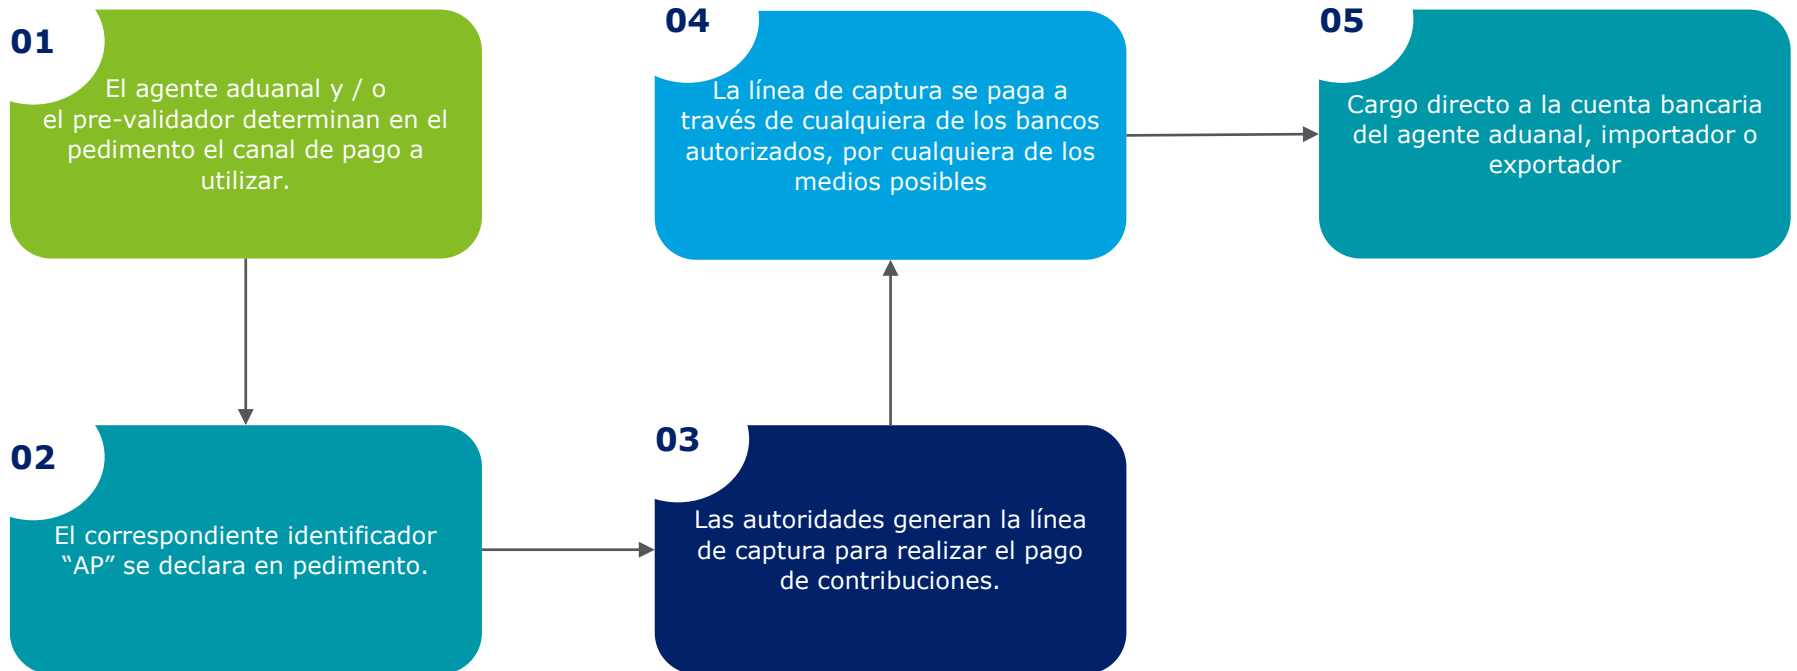 01
El agente aduanal y / o
el pre-validador determinan en el
pedimento el canal de pago a
utilizar.
02
El correspondiente identificador
“AP” se declara en pedimento.
03
Las autoridades generan la línea
de captura para realizar el pago
de contribuciones.
04
La línea de captura se paga a
través de cualquiera de los bancos
autorizados, por cualquiera de los
medios posibles
05
Cargo directo a la cuenta bancaria
del agente aduanal, importador o
exportador